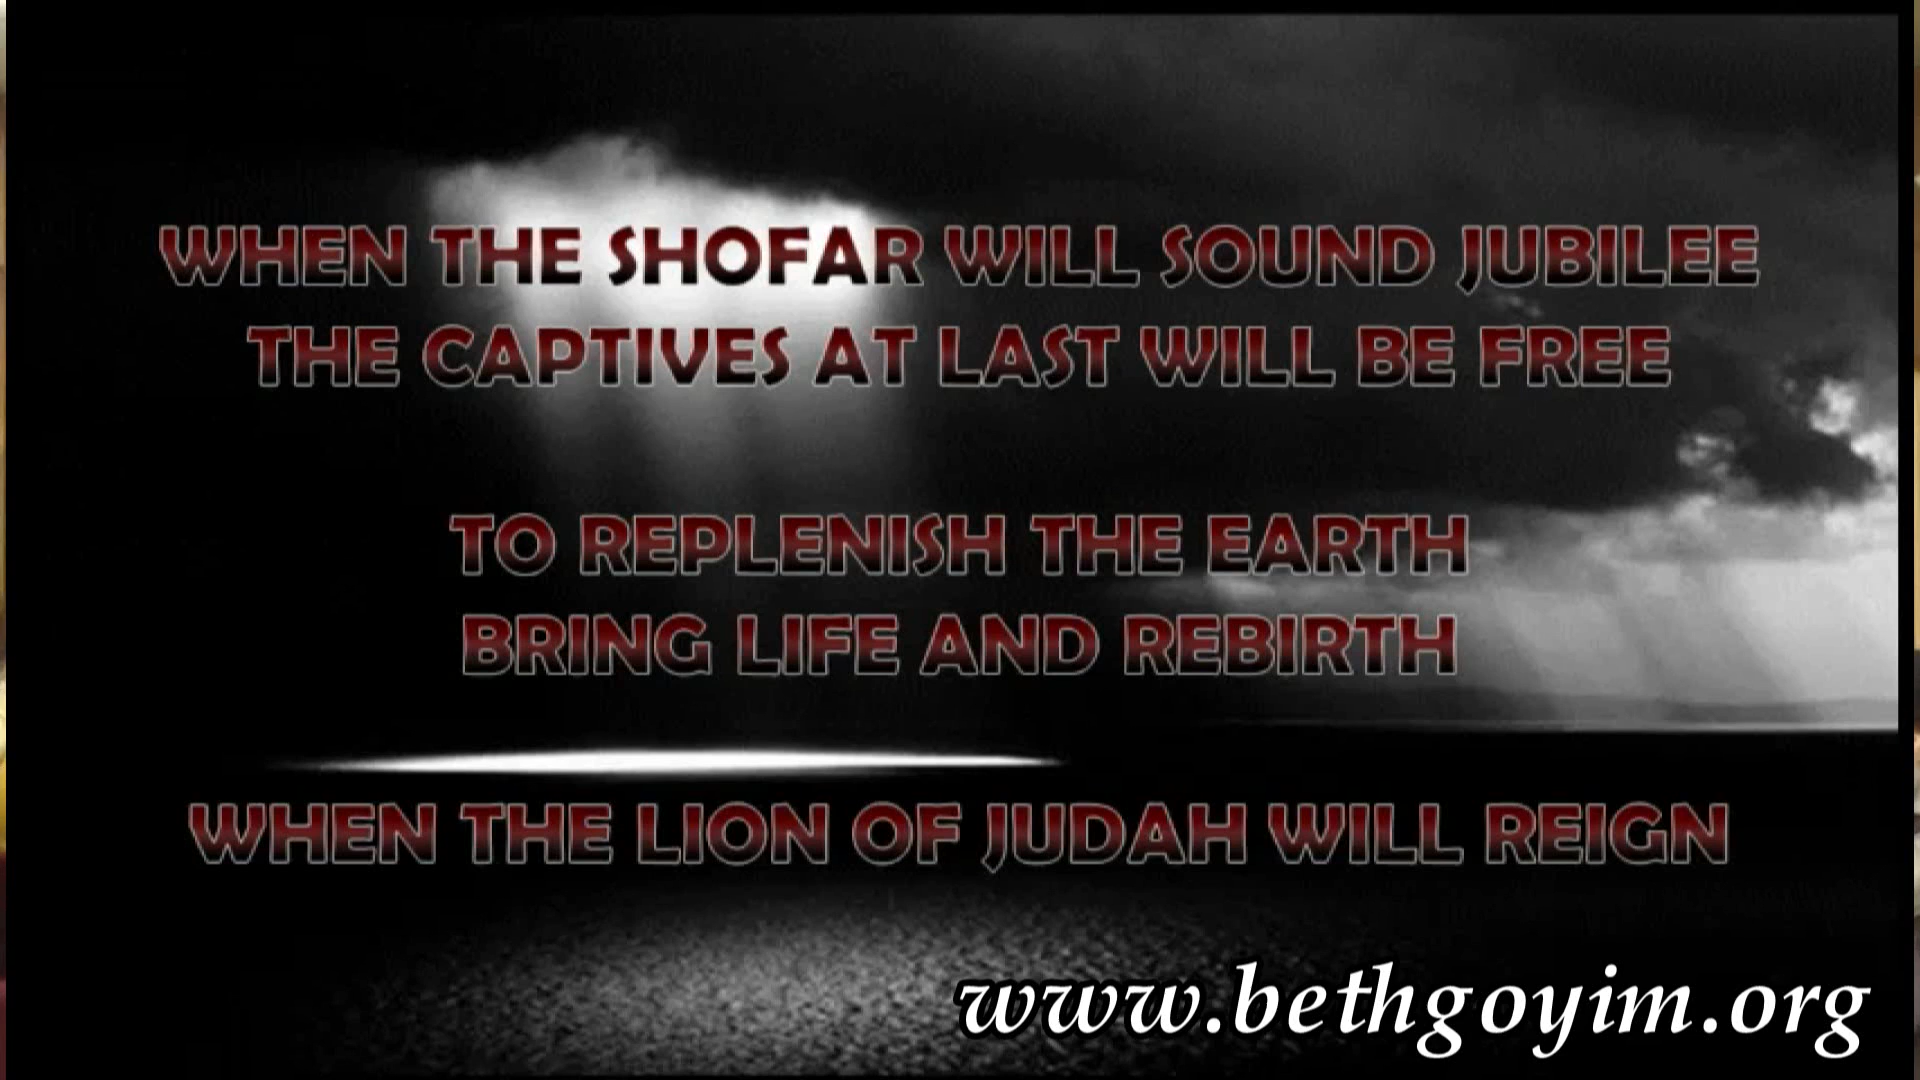 WHEN THE SHOFAR WILL SOUND JUBILEE
THE CAPTIVES AT LAST WILL BE FREE
TO REPLENISH THE EARTH
BRING LIFE AND REBIRTH
WHEN THE LION OF JUDAH WILL REIGN
www.bethgoyim.org